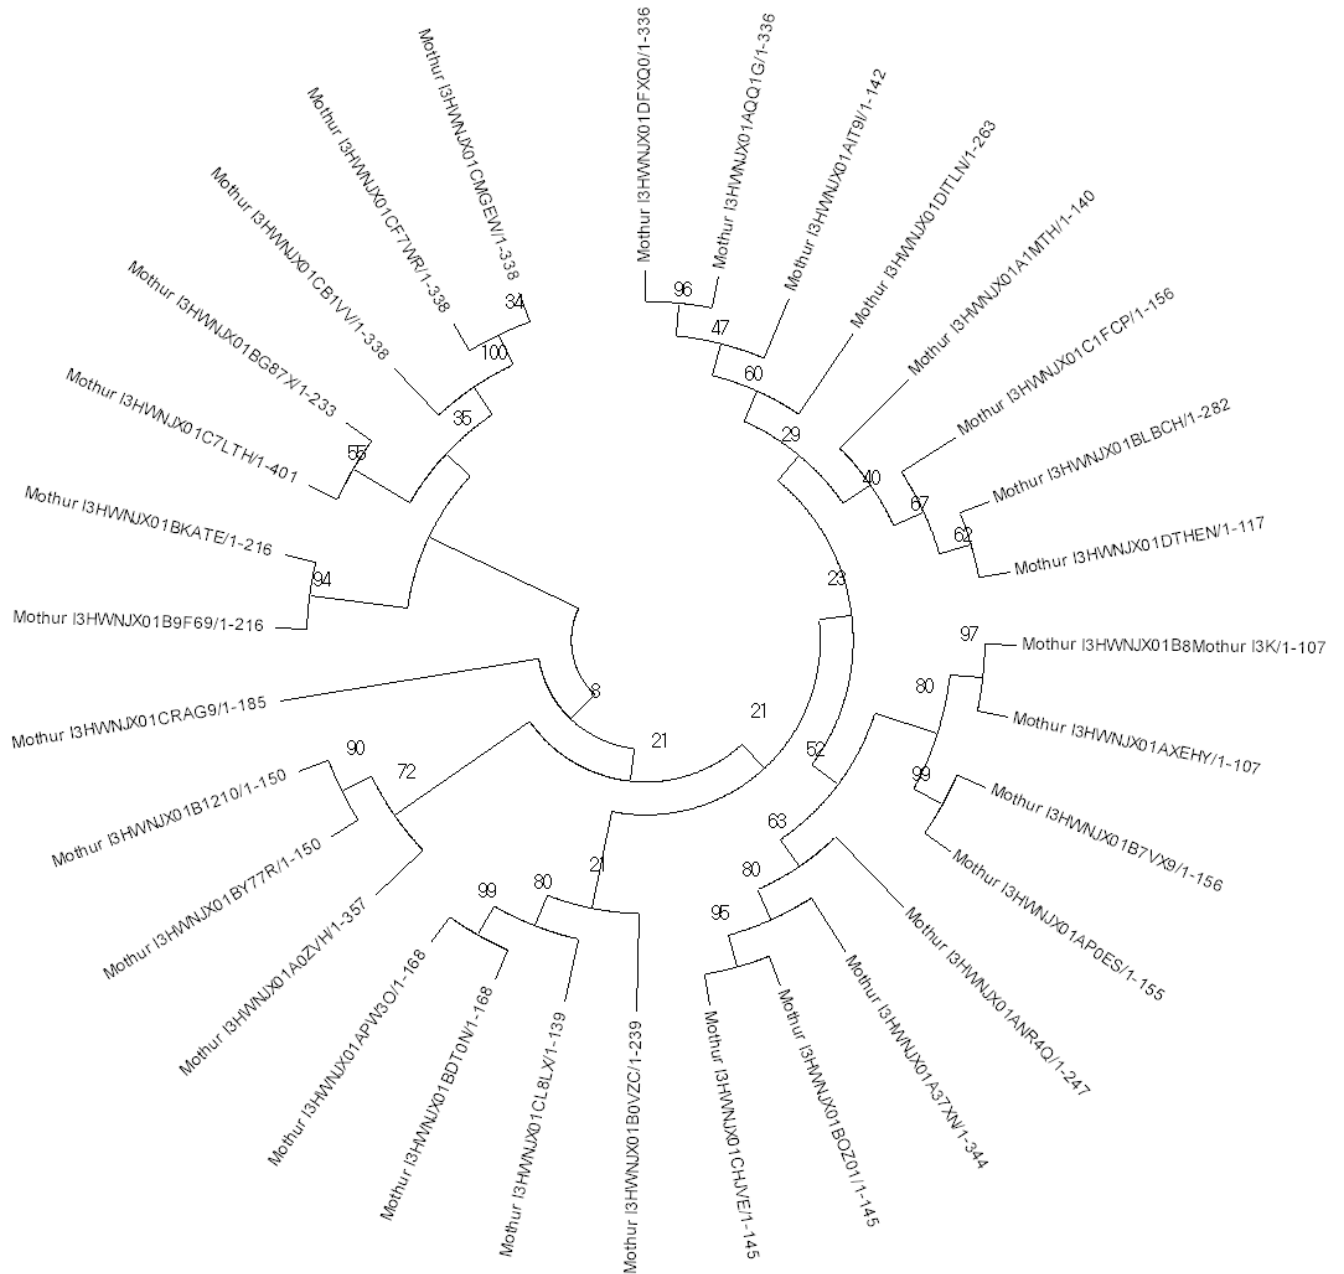 Mothur I3HWNJX01DFXQ0/1-336
Mothur I3HWNJX01AQQ1G/1-336
Mothur I3HWNJX01AIT9I/1-142
Mothur I3HWNJX01DITLN/1-263
Mothur I3HWNJX01A1MTH/1-140
Mothur I3HWNJX01C1FCP/1-156
Mothur I3HWNJX01BLBCH/1-282
Mothur I3HWNJX01DTHEN/1-117
Mothur I3HWNJX01B8Mothur I3K/1-107
Mothur I3HWNJX01AXEHY/1-107
Mothur I3HWNJX01B7VX9/1-156
Mothur I3HWNJX01AP0ES/1-155
Mothur I3HWNJX01ANR4Q/1-247
Mothur I3HWNJX01A37XN/1-344
Mothur I3HWNJX01BOZ01/1-145
Mothur I3HWNJX01CHJVE/1-145
Mothur I3HWNJX01B0VZC/1-239
Mothur I3HWNJX01CL8LX/1-139
Mothur I3HWNJX01BDT0N/1-168
Mothur I3HWNJX01APW3O/1-168
Mothur I3HWNJX01A0ZVH/1-357
Mothur I3HWNJX01BY77R/1-150
Mothur I3HWNJX01B1210/1-150
Mothur I3HWNJX01CRAG9/1-185
Mothur I3HWNJX01B9F69/1-216
Mothur I3HWNJX01BKATE/1-216
Mothur I3HWNJX01C7LTH/1-401
Mothur I3HWNJX01BG87X/1-233
Mothur I3HWNJX01CB1VV/1-338
Mothur I3HWNJX01CF7WR/1-338
Mothur I3HWNJX01CMGEW/1-338
96
47
60
29
40
67
62
23
97
80
99
52
63
80
95
21
21
21
80
99
72
90
8
94
55
35
100
34